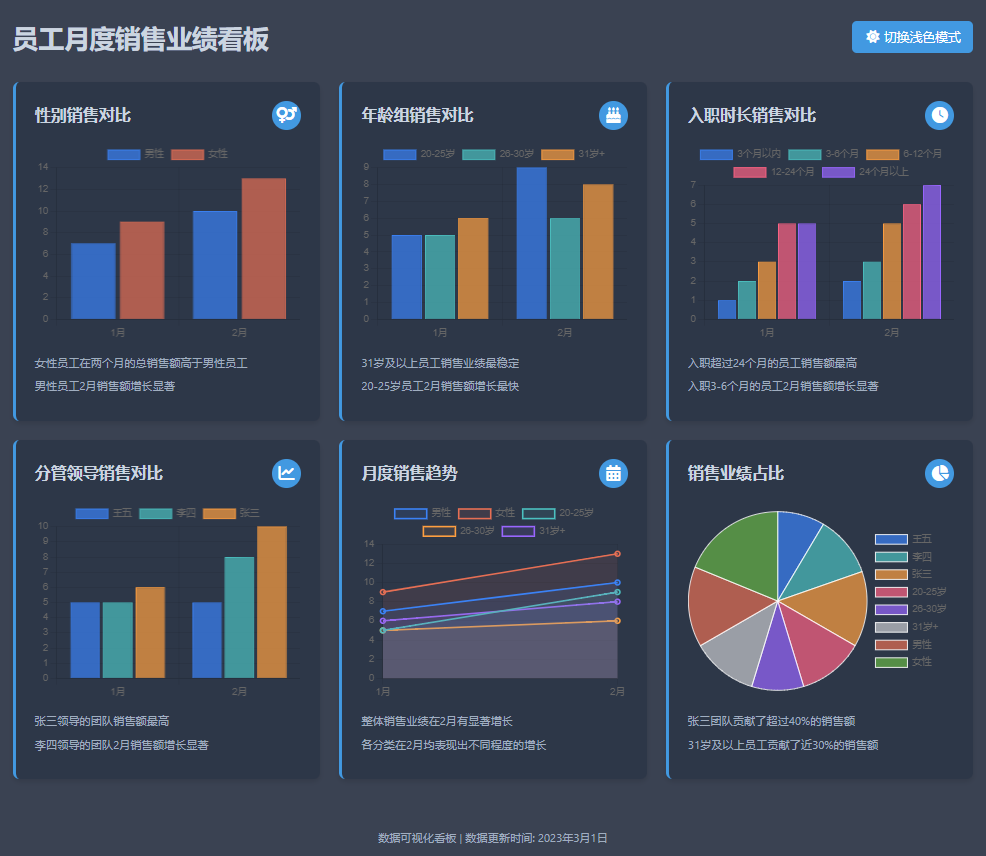 员工月度销售业绩看板
切换浅色模式
性别销售对比
男性 女性
14
12
10
8
6
4
2
0
1月 2月
女性员工在两个月的总销售额高于男性员工
男性员工2月销售额增长显著
年龄组销售对比
20-25岁 26-30岁 31岁+
9
8
7
6
5
4
3
2
1
0
1月 2月
31岁及以上员工销售业绩最稳定
20-25岁员工2月销售额增长最快
入职时长销售对比
3个月以内 3-6个月 6-12个月
12-24个月 24个月以上
7
6
5
4
3
2
1
0
1月 2月
入职超过24个月的员工销售额最高
入职3-6个月的员工2月销售额增长显著
分管领导销售对比
王五 李四 张三
10
9
8
7
6
5
4
3
2
1
0
1月 2月
张三领导的团队销售额最高
李四领导的团队2月销售额增长显著
月度销售趋势
男性 女性 20-25岁
26-30岁 31岁+
14
12
10
8
6
4
2
0
1月 2月
整体销售业绩在2月有显著增长
各分类在2月均表现出不同程度的增长
销售业绩占比
王五
李四
张三
20-25岁
26-30岁
31岁+
男性
女性
张三团队贡献了超过40%的销售额
31岁及以上员工贡献了近30%的销售额
数据可视化看板 | 数据更新时间: 2023年3月1日